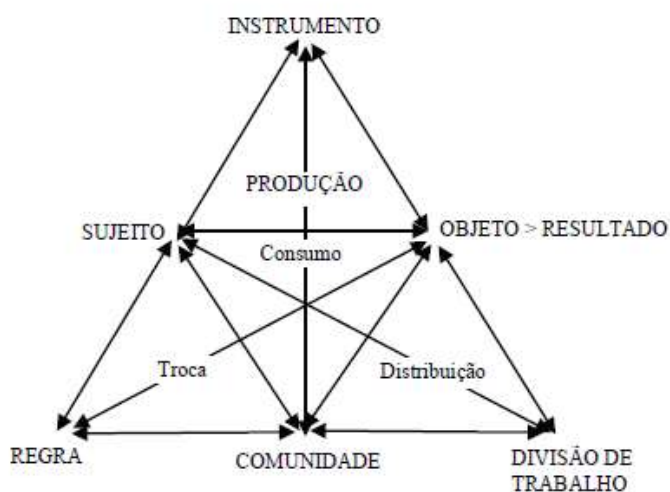 INSTRUMENTO
PRODUÇÃO
SUJEITO
OBJETO > RESULTADO
Consumo
Troca
Distribuição
REGRA
COMUNIDADE
DIVISÃO DE
TRABALHO